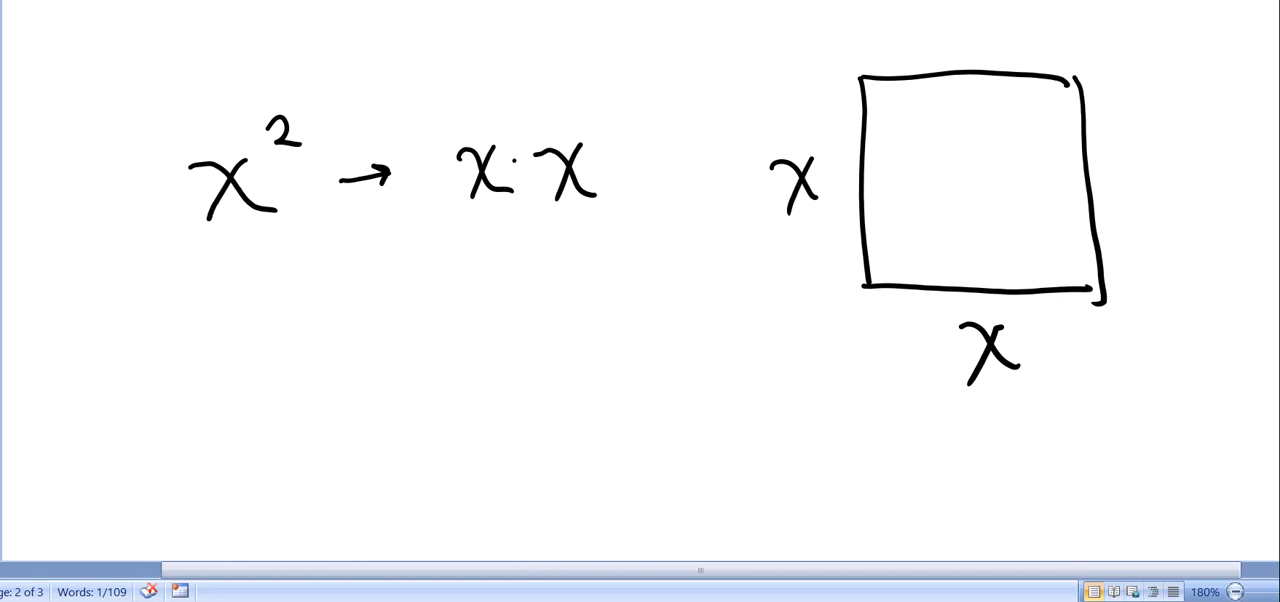 x² → x · x
x
x
ge: 2 of 3 Words: 1/109 180%